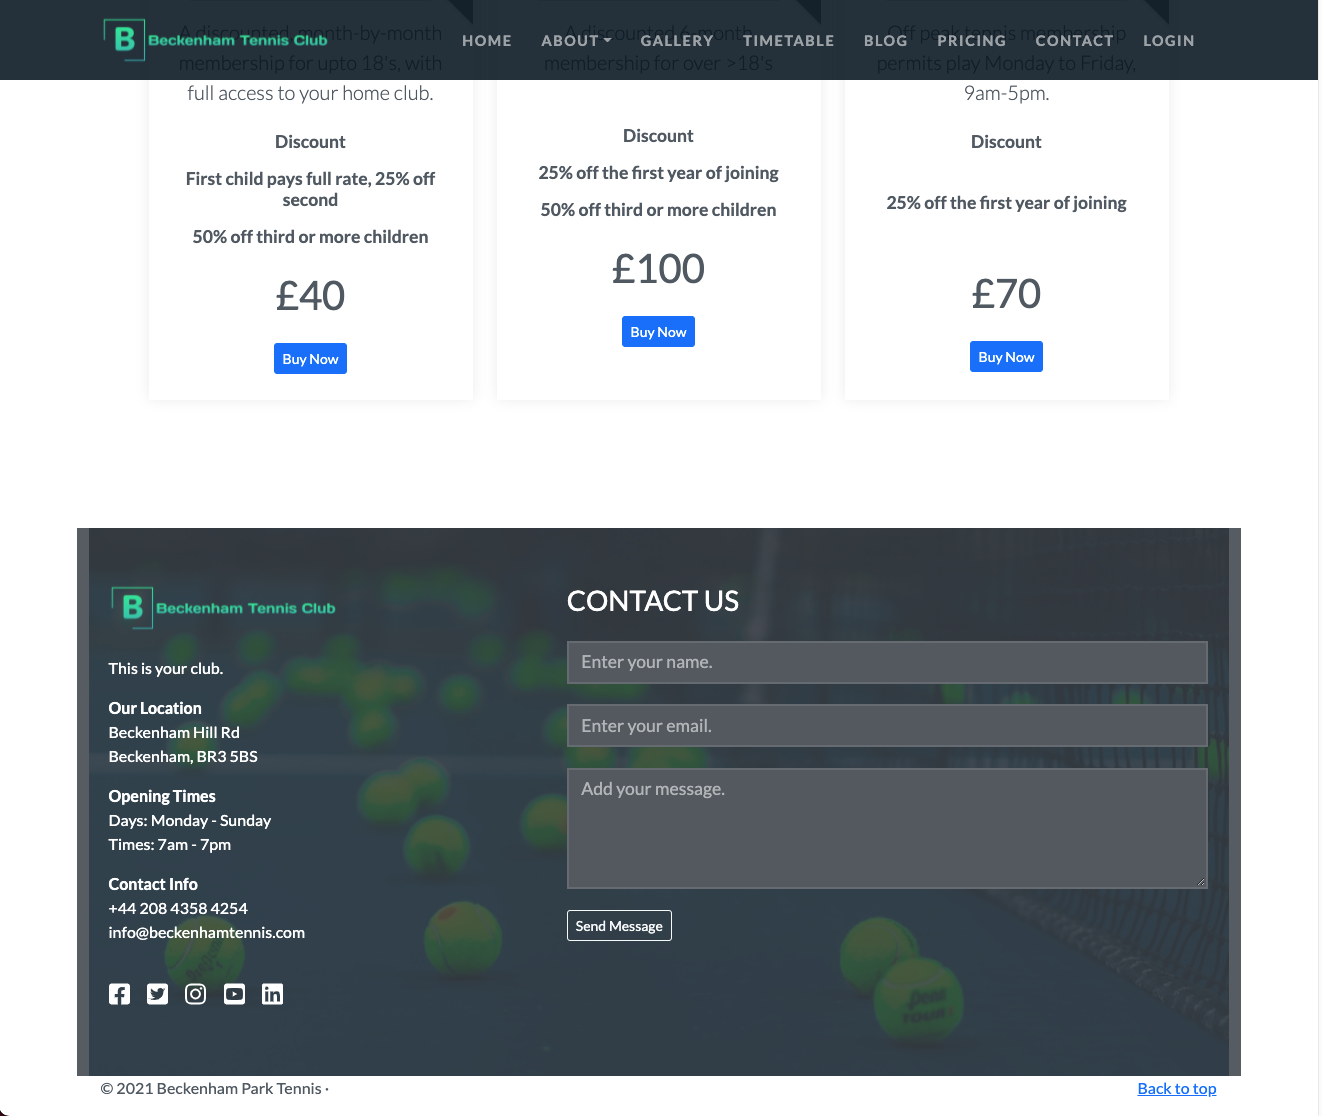 B Beckenham Tennis Club
HOME ABOUT GALLERY TIMETABLE BLOG PRICING CONTACT LOGIN
A discounted, month-by-month
membership for upto 18's, with
full access to your home club.
Discount
First child pays full rate, 25% off
second
50% off third or more children
£40
Buy Now
A discounted 6-month
membership for over >18's
Discount
25% off the first year of joining
50% off third or more children
£100
Buy Now
Off peak tennis membership
permits play Monday to Friday,
9am-5pm.
Discount
25% off the first year of joining
£70
Buy Now
B Beckenham Tennis Club
This is your club.
Our Location
Beckenham Hill Rd
Beckenham, BR3 5BS
Opening Times
Days: Monday - Sunday
Times: 7am - 7pm
Contact Info
+44 208 4358 4254
info@beckenhamtennis.com
CONTACT US
Enter your name.
Enter your email.
Add your message.
Send Message
Penn
Penn
TOUR
© 2021 Beckenham Park Tennis ·
Back to top